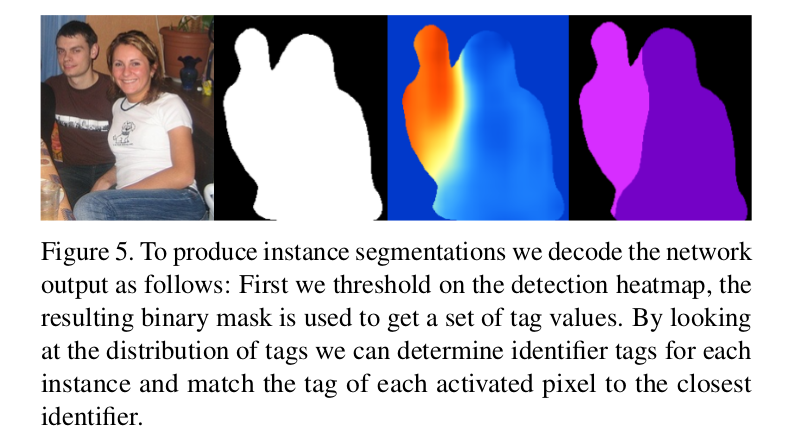 Figure 5. To produce instance segmentations we decode the network
output as follows: First we threshold on the detection heatmap, the
resulting binary mask is used to get a set of tag values. By looking
at the distribution of tags we can determine identifier tags for each
instance and match the tag of each activated pixel to the closest
identifier.